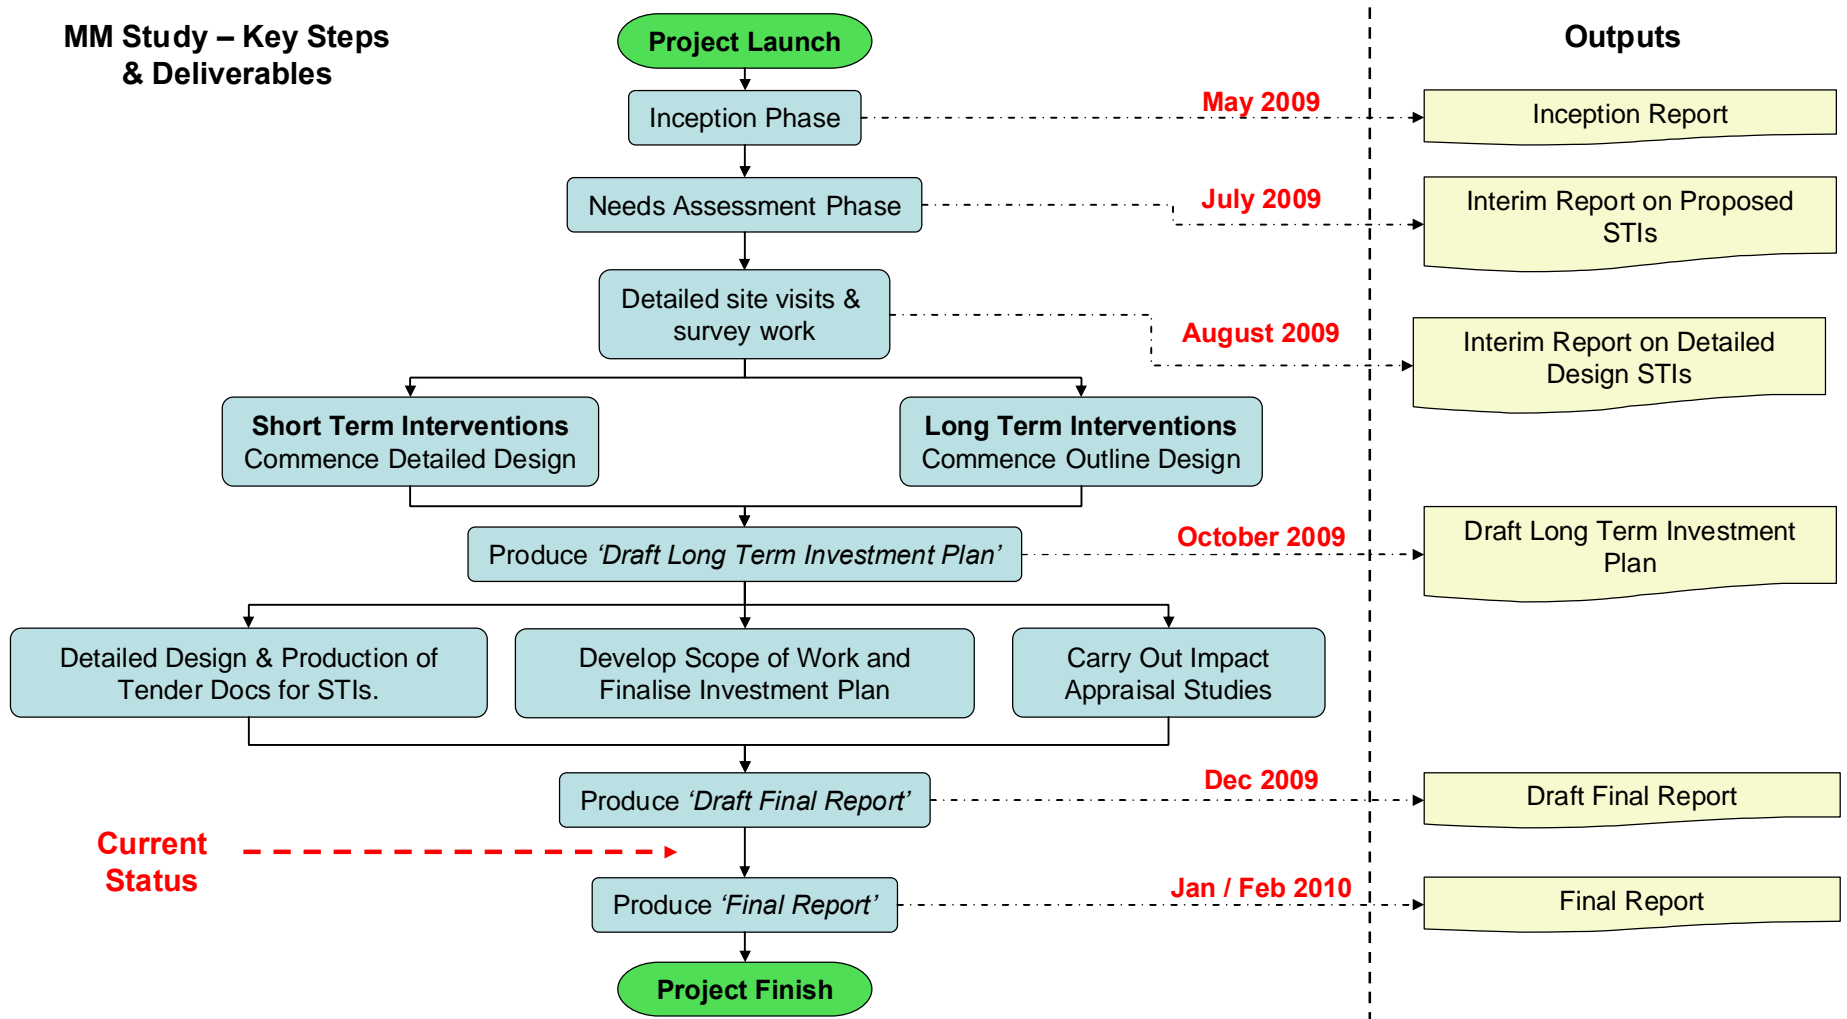 MM Study – Key Steps
& Deliverables
Project Launch
Outputs
Inception Phase
May 2009
Inception Report
Needs Assessment Phase
July 2009
Interim Report on Proposed
STIs
Detailed site visits &
survey work
August 2009
Interim Report on Detailed
Design STIs
Short Term Interventions
Commence Detailed Design
Long Term Interventions
Commence Outline Design
Produce ‘Draft Long Term Investment Plan’
October 2009
Draft Long Term Investment
Plan
Detailed Design & Production of
Tender Docs for STIs.
Develop Scope of Work and
Finalise Investment Plan
Carry Out Impact
Appraisal Studies
Produce ‘Draft Final Report’
Dec 2009
Draft Final Report
Current
Status
Produce ‘Final Report’
Jan / Feb 2010
Final Report
Project Finish